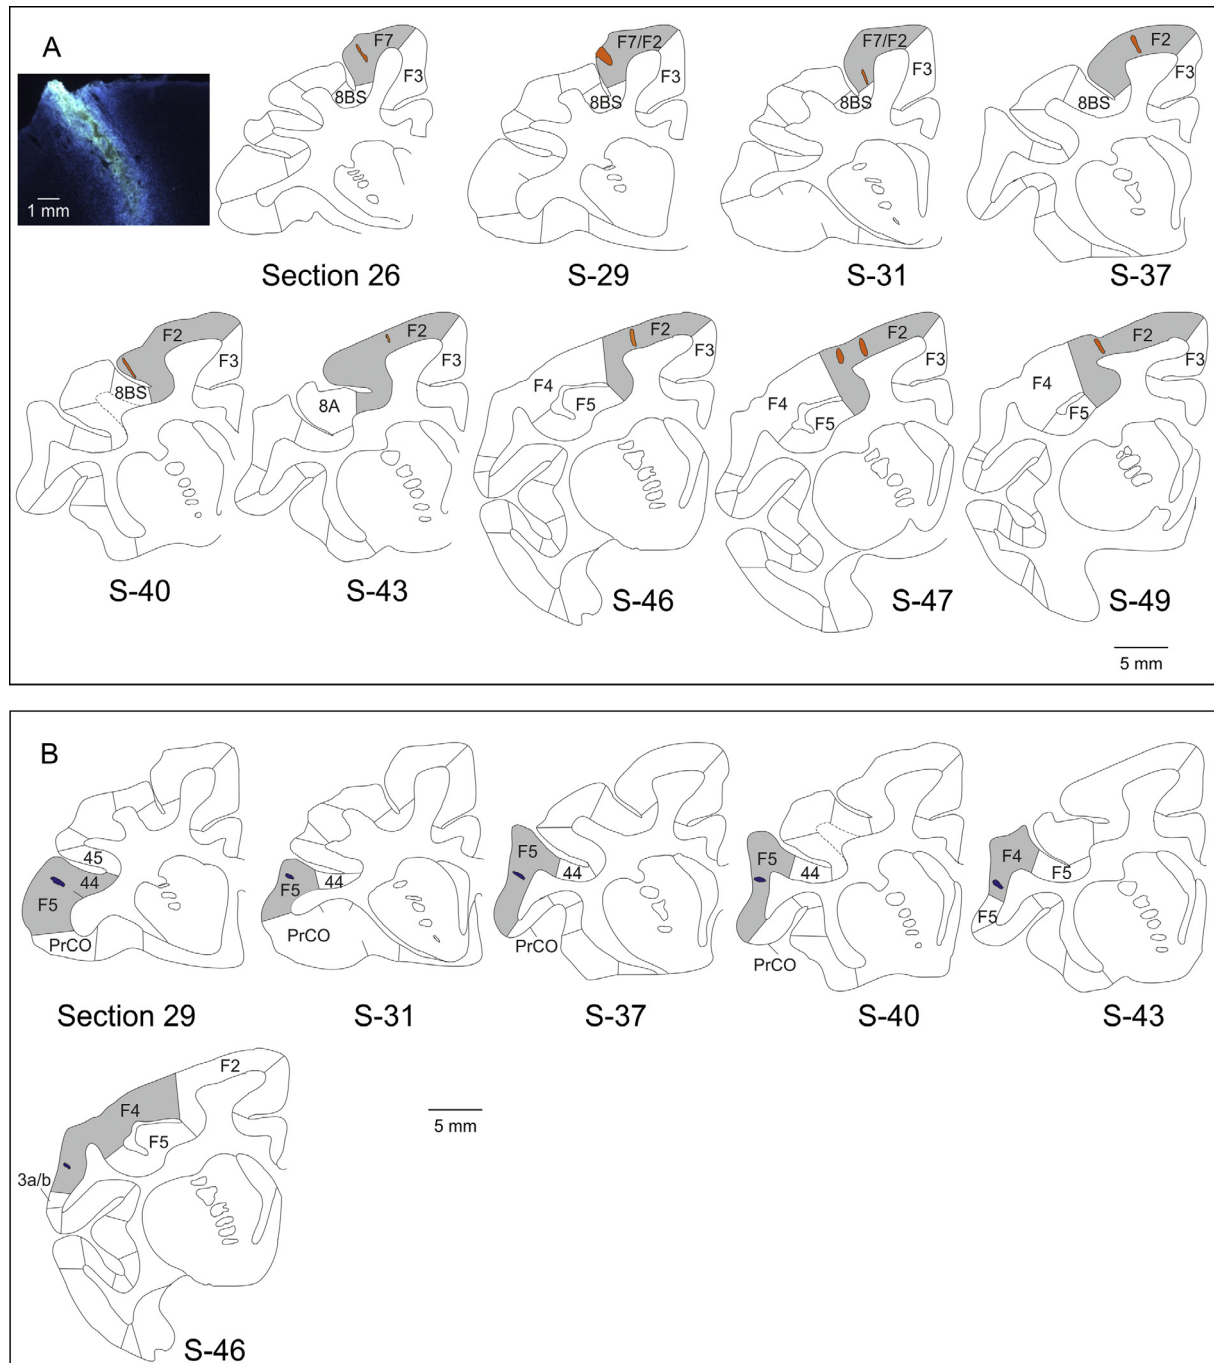 A
1 mm
F7
F3
8BS
F7/F2
F3
8BS
F7/F2
F3
8BS
F2
8BS
Section 26
S-29
S-31
S-37
F2
F3
8BS
F2
F3
8A
F2
F3
F4
F5
F2
F3
F4
F5
F2
F3
F4
F5
S-40
S-43
S-46
S-47
S-49
5 mm
B
45
44
F5
PrCO
F5
44
PrCO
F5
44
PrCO
F5
44
PrCO
F4
F5
F5
Section 29
S-31
S-37
S-40
S-43
F2
F4
F5
3a/b
5 mm
S-46